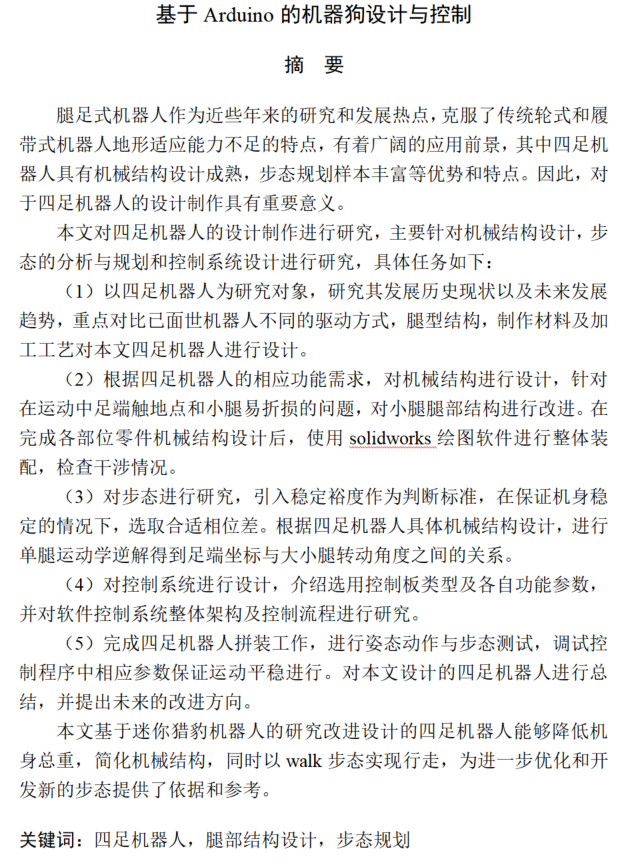 基于 Arduino 的机器狗设计与控制
摘 要
腿足式机器人作为近些年来的研究和发展热点，克服了传统轮式和履
带式机器人地形适应能力不足的特点，有着广阔的应用前景，其中四足机
器人具有机械结构设计成熟，步态规划样本丰富等优势和特点。因此，对
于四足机器人的设计制作具有重要意义。
本文对四足机器人的设计制作进行研究，主要针对机械结构设计，步
态的分析与规划和控制系统设计进行研究，具体任务如下：
（1）以四足机器人为研究对象，研究其发展历史现状以及未来发展
趋势，重点对比已面世机器人不同的驱动方式，腿型结构，制作材料及加
工工艺对本文四足机器人进行设计。
（2）根据四足机器人的相应功能需求，对机械结构进行设计，针对
在运动中足端触地点和小腿易折损的问题，对小腿腿部结构进行改进。在
完成各部位零件机械结构设计后，使用 solidworks 绘图软件进行整体装
配，检查干涉情况。
（3）对步态进行研究，引入稳定裕度作为判断标准，在保证机身稳
定的情况下，选取合适相位差。根据四足机器人具体机械结构设计，进行
单腿运动学逆解得到足端坐标与大小腿转动角度之间的关系。
（4）对控制系统进行设计，介绍选用控制板类型及各自功能参数，
并对软件控制系统整体架构及控制流程进行研究。
（5）完成四足机器人拼装工作，进行姿态动作与步态测试，调试控
制程序中相应参数保证运动平稳进行。对本文设计的四足机器人进行总
结，并提出未来的改进方向。
本文基于迷你猎豹机器人的研究改进设计的四足机器人能够降低机
身总重，简化机械结构，同时以 walk 步态实现行走，为进一步优化和开
发新的步态提供了依据和参考。
关键词：四足机器人，腿部结构设计，步态规划